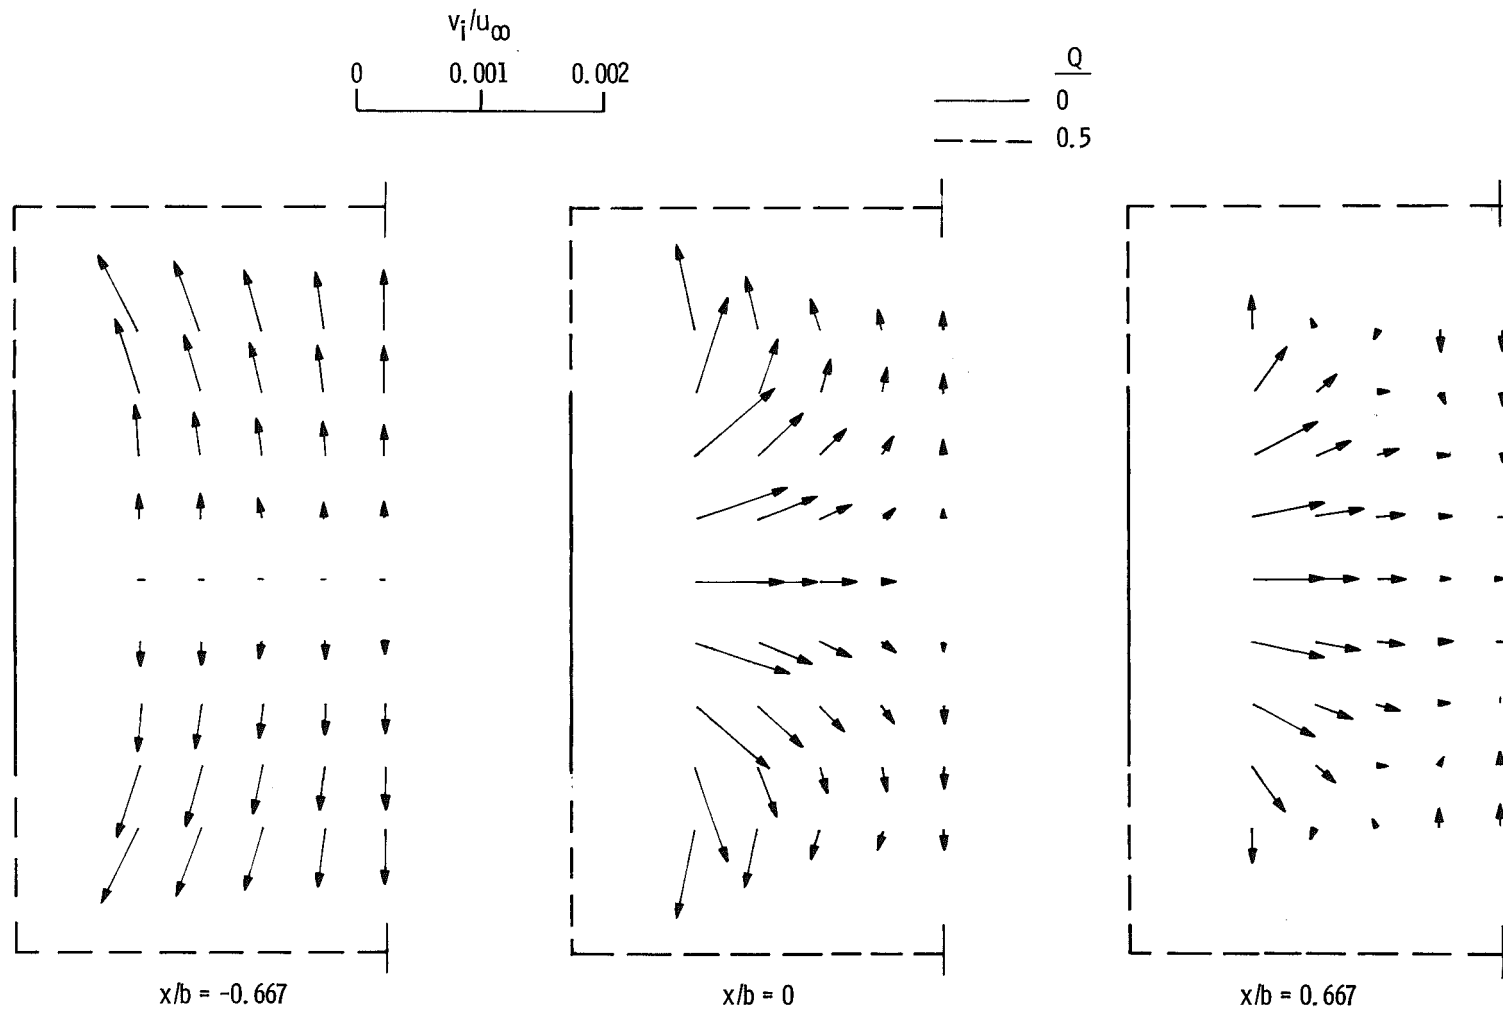 v_i/u_∞
0 0.001 0.002
Q
0
0.5
x/b = -0.667
x/b = 0
x/b = 0.667